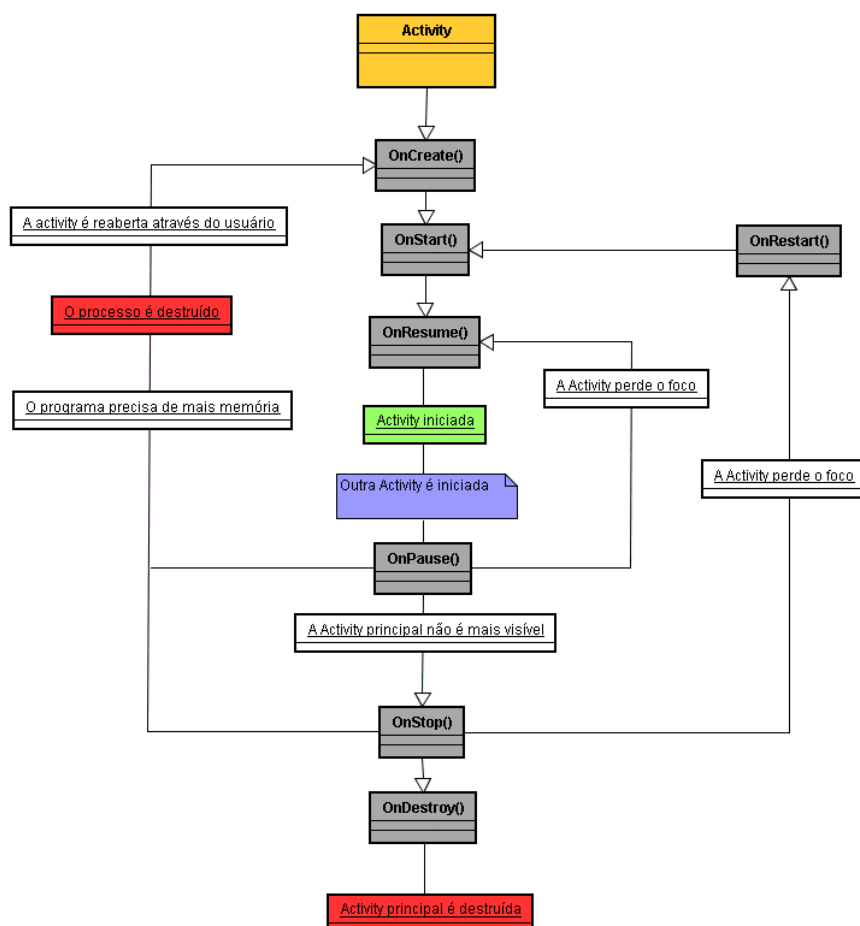 Activity
OnCreate()
A activity é reaberta através do usuário
OnStart()
OnRestart()
O processo é destruído
OnResume()
A Activity perde o foco
O programa precisa de mais memória
Activity iniciada
A Activity perde o foco
Outra Activity é iniciada
OnPause()
A Activity principal não é mais visível
OnStop()
OnDestroy()
Activity principal é destruída